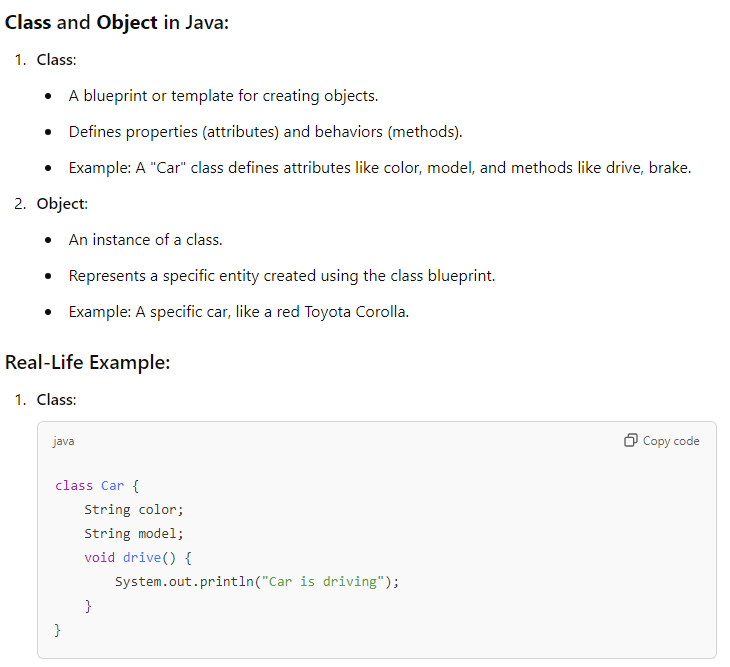 Class and Object in Java:
1. Class:
• A blueprint or template for creating objects.
• Defines properties (attributes) and behaviors (methods).
• Example: A "Car" class defines attributes like color, model, and methods like drive, brake.
2. Object:
• An instance of a class.
• Represents a specific entity created using the class blueprint.
• Example: A specific car, like a red Toyota Corolla.
Real-Life Example:
1. Class:
java Copy code
class Car {
    String color;
    String model;
    void drive() {
        System.out.println("Car is driving");
    }
}